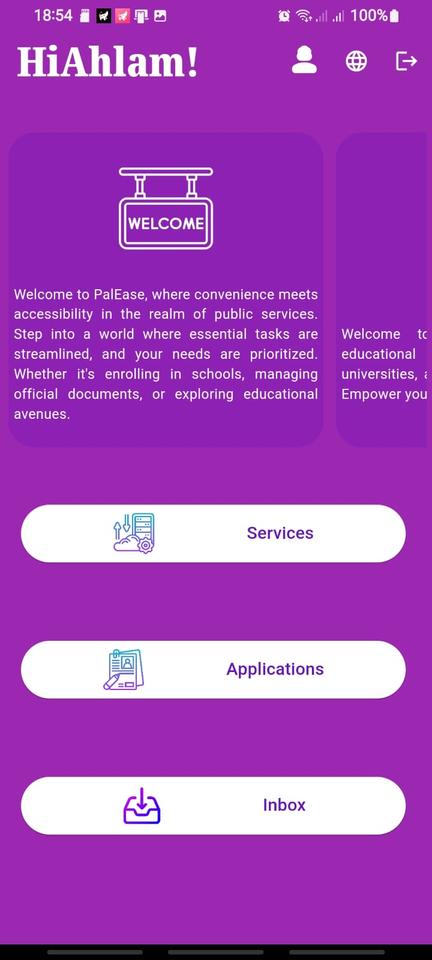 18:54
100%
HiAhlam!
WELCOME
Welcome to PalEase, where convenience meets
accessibility in the realm of public services.
Step into a world where essential tasks are
streamlined, and your needs are prioritized.
Whether it's enrolling in schools, managing
official documents, or exploring educational
avenues.
Welcome to
educational
universities,
Empower you
Services
Applications
Inbox